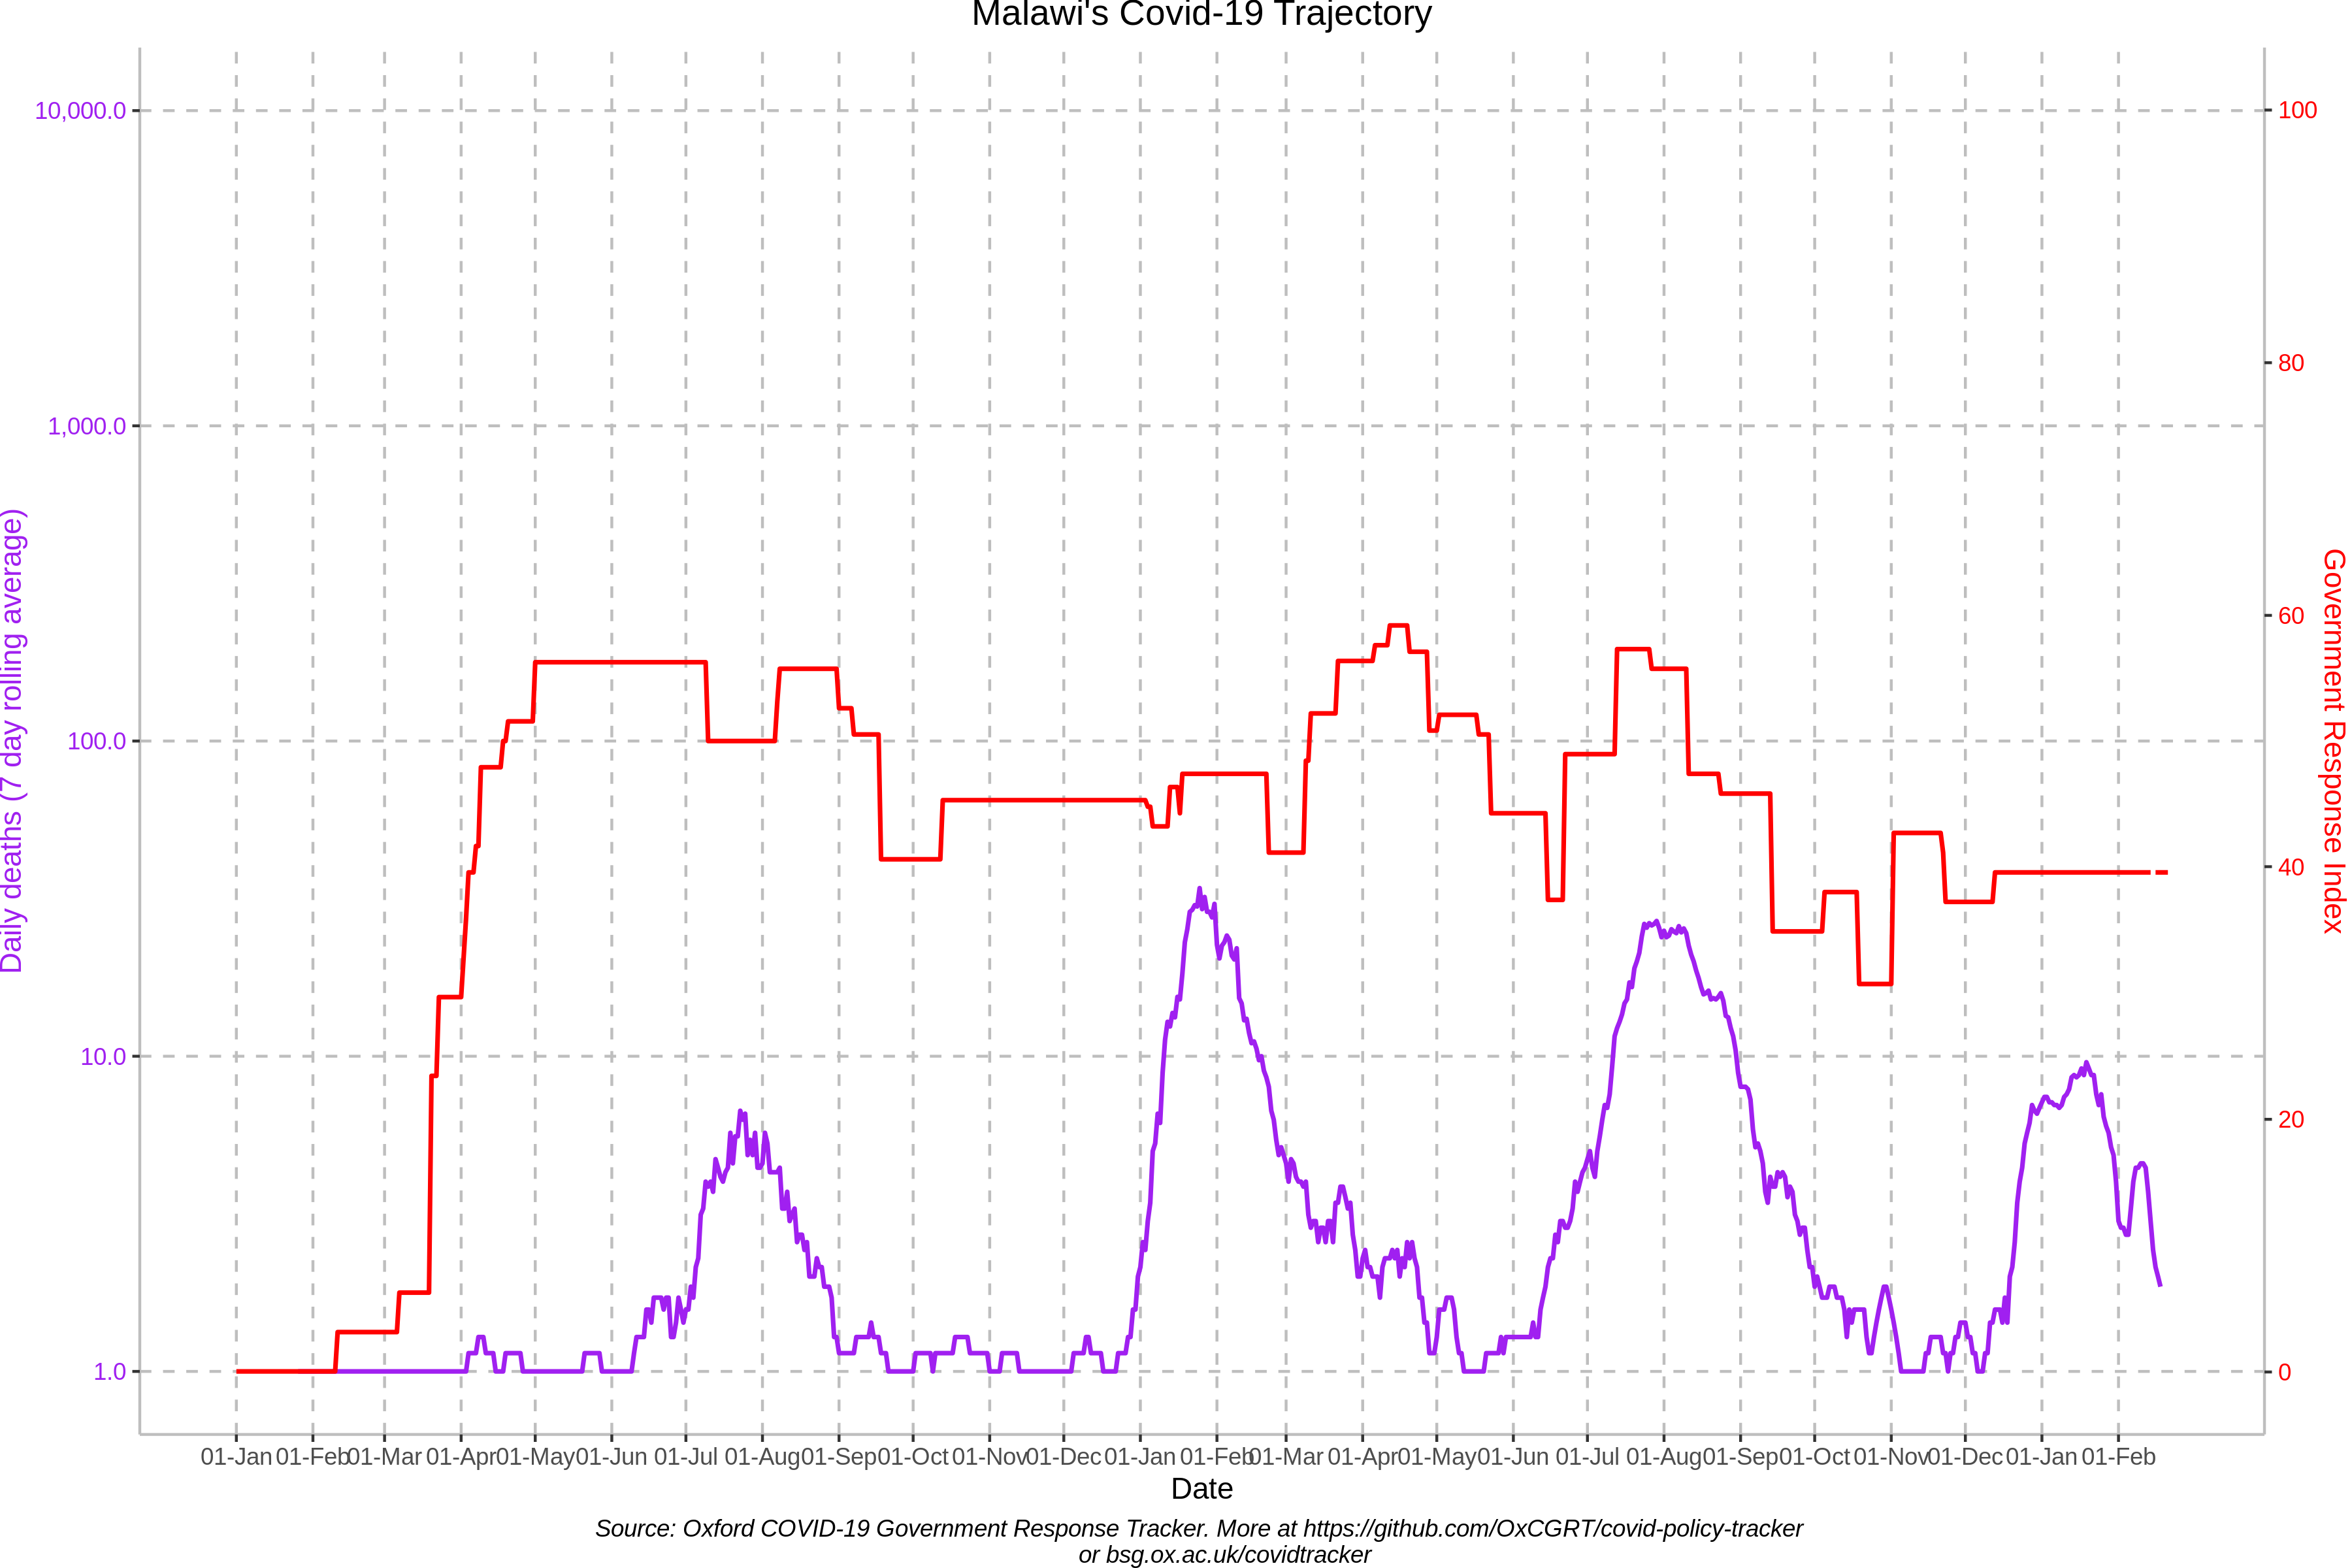 Malawi's Covid-19 Trajectory
10,000.0
1,000.0
100.0
10.0
1.0
Daily deaths (7 day rolling average)
100
80
60
40
20
0
Government Response Index
01-Jan 01-Feb 01-Mar 01-Apr 01-May 01-Jun 01-Jul 01-Aug 01-Sep 01-Oct 01-Nov 01-Dec 01-Jan 01-Feb 01-Mar 01-Apr 01-May 01-Jun 01-Jul 01-Aug 01-Sep 01-Oct 01-Nov 01-Dec 01-Jan 01-Feb
Date
Source: Oxford COVID-19 Government Response Tracker. More at https://github.com/OxCGRT/covid-policy-tracker
or bsg.ox.ac.uk/covidtracker